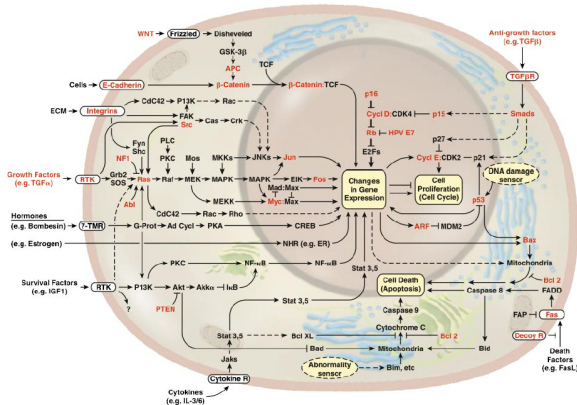 WNT Frizzled Disheveled
GSK-3β
APC
TCF
Cells E-Cadherin β-Catenin β-Catenin:TCF
Anti-growth factors
(e.g.TGFβ)
TGFβR
p16
Cyclin D:CDK4 p15 Smads
Rb HPV E7
E2Fs
p27
Cycl E:CDK2 p21
DNA damage
sensor
p53
ECM Integrins CdC42 P13K Rac
FAK
Src Cas Crk
Fyn
Shc
NF1
PLC
PKC Mos MKKs JNKs Jun
Growth Factors
(e.g. TGFα)
RTK Grb2
SOS Ras Ral MEK MAPK MAPK EIK Fos
Mad:Max
Abl MEKK Myc:Max
CdC42 Rac Rho
Changes in
Gene
Expression
Cell
Proliferation
(Cell Cycle)
ARF MDM2
Hormones
(e.g. Bombesin) 7-TMR G-Prot Ad Cycl PKA CREB
(e.g. Estrogen) NHR (e.g. ER)
Bax
Mitochondria
Bcl 2
PKC NF-κB NF-κB
Stat 3,5
Survival Factors
(e.g. IGF1)
RTK P13K Akt Akkα IκB
?
PTEN
Stat 3,5
Cell Death
(Apoptosis)
Caspase 8 FADD
Caspase 9
FAP Fas
Cytochrome C
Stat 3,5 Bcl XL Bcl 2
Decoy R
Bad Mitochondria Bid
Death
Factors
(e.g. FasL)
Jaks
Abnormality
sensor
Bim, etc
Cytokine R
Cytokines
(e.g. IL-3/6)